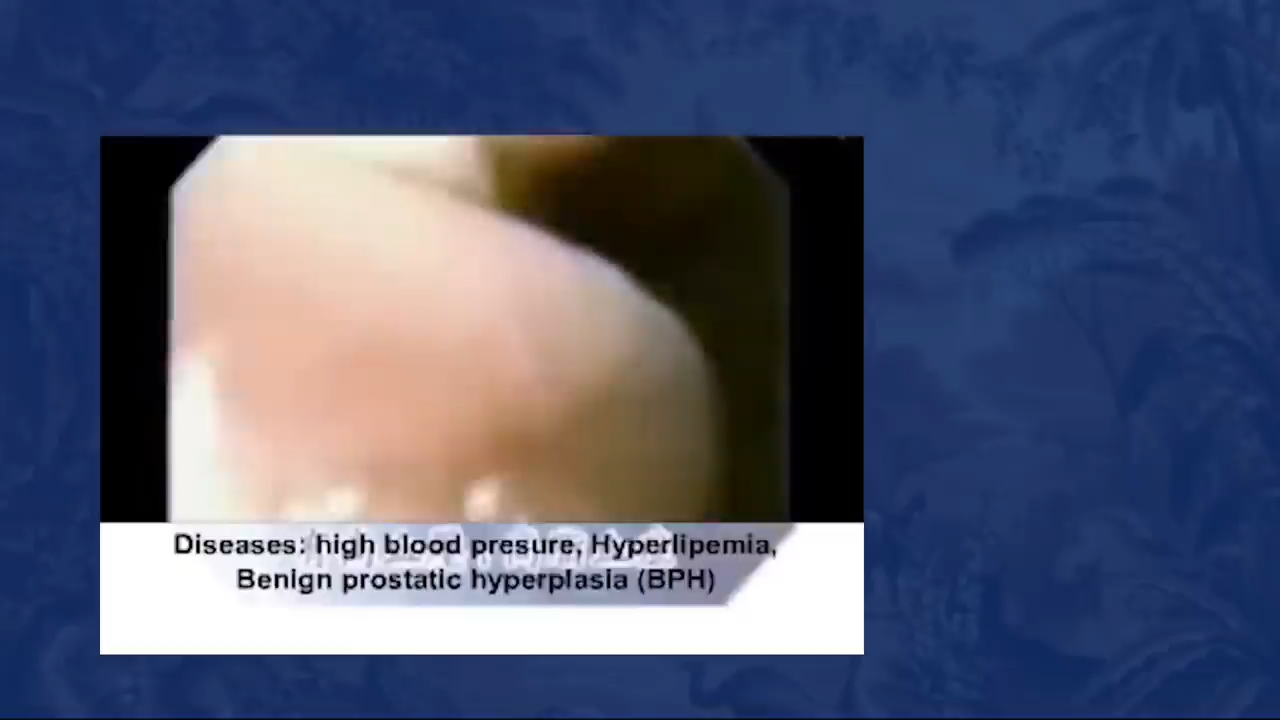 Diseases: high blood presure, Hyperlipemia,
Benign prostatic hyperplasia (BPH)